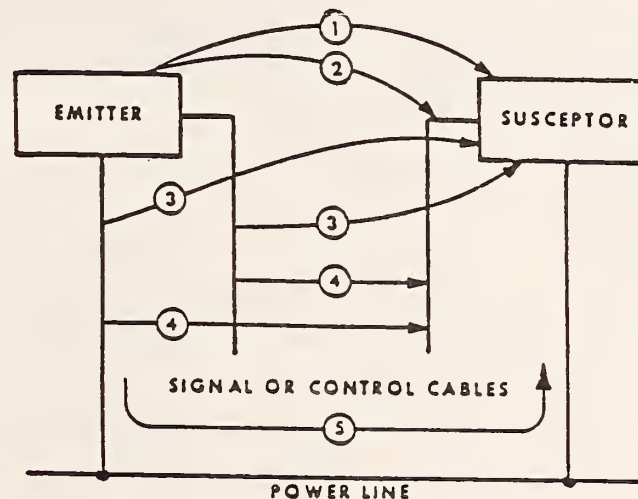 1
2
EMITTER
SUSCEPTOR
3
3
4
4
SIGNAL OR CONTROL CABLES
5
POWER LINE